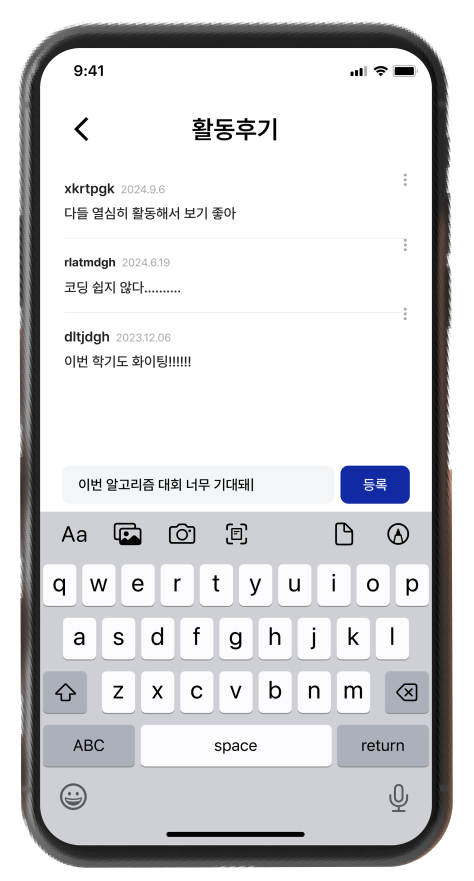 9:41
활동후기
xkrtpgk 2024.9.6
다들 열심히 활동해서 보기 좋아
rlatmdgh 2024.6.19
코딩 쉽지 않다..........
dltjdgh 2023.12.06
이번 학기도 화이팅!!!!!!
이번 알고리즘 대회 너무 기대돼
등록
Aa
q w e r t y u i o p
a s d f g h j k l
z x c v b n m
ABC space return